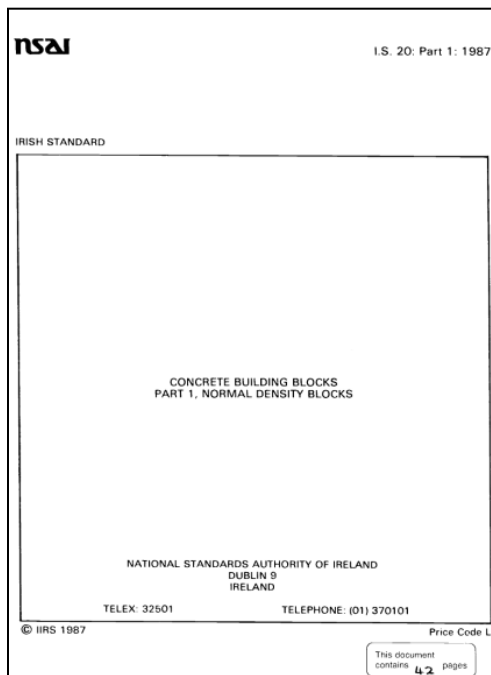 nsai
I.S. 20: Part 1: 1987
IRISH STANDARD
CONCRETE BUILDING BLOCKS
PART 1, NORMAL DENSITY BLOCKS
NATIONAL STANDARDS AUTHORITY OF IRELAND
DUBLIN 9
IRELAND
TELEX: 32501 TELEPHONE: (01) 370101
© IIRS 1987 Price Code L
This document
contains 42 pages